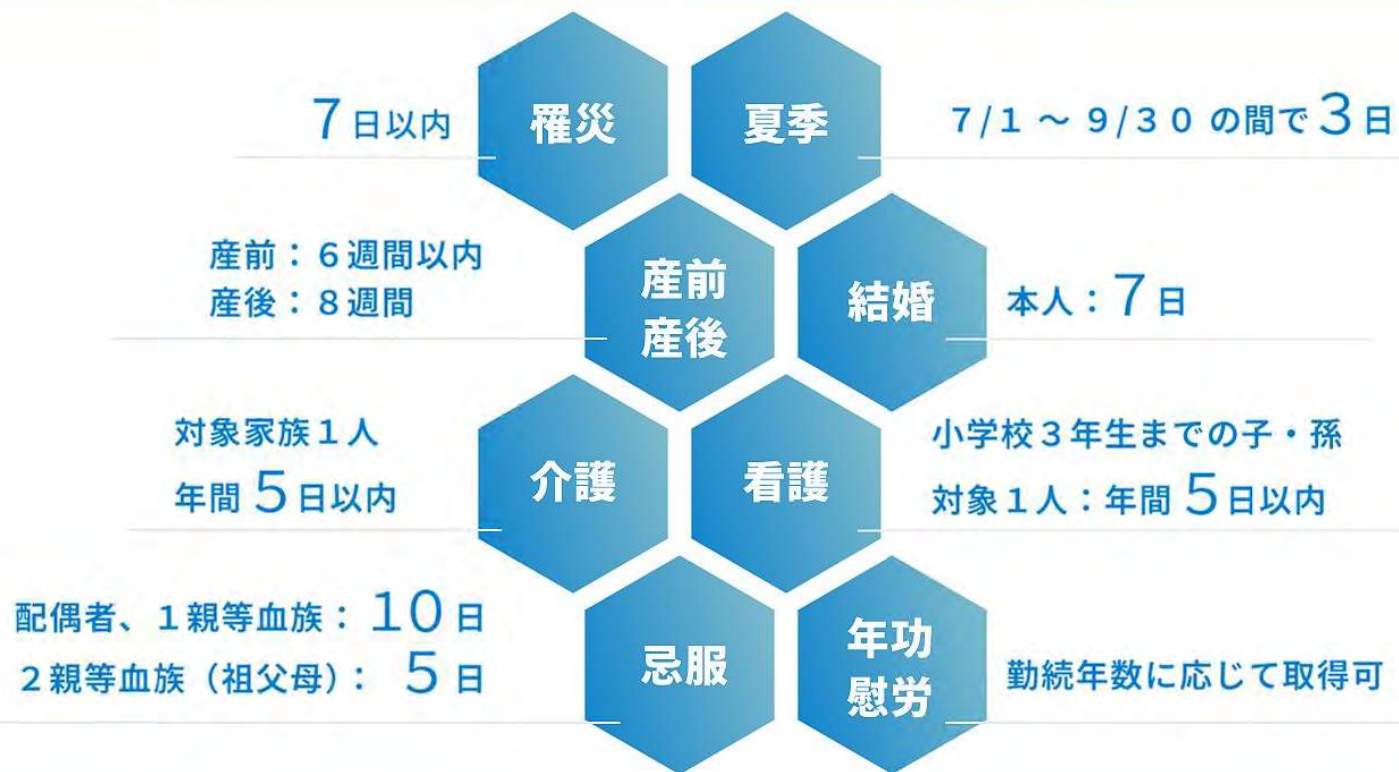 7日以内
罹災
夏季
7/1 ～ 9/30 の間で3日
産前：6週間以内
産後：8週間
産前
産後
結婚
本人：7日
対象家族1人
年間5日以内
介護
看護
小学校3年生までの子・孫
対象1人：年間5日以内
配偶者、1親等血族：10日
2親等血族（祖父母）：5日
忌服
年功
慰労
勤続年数に応じて取得可